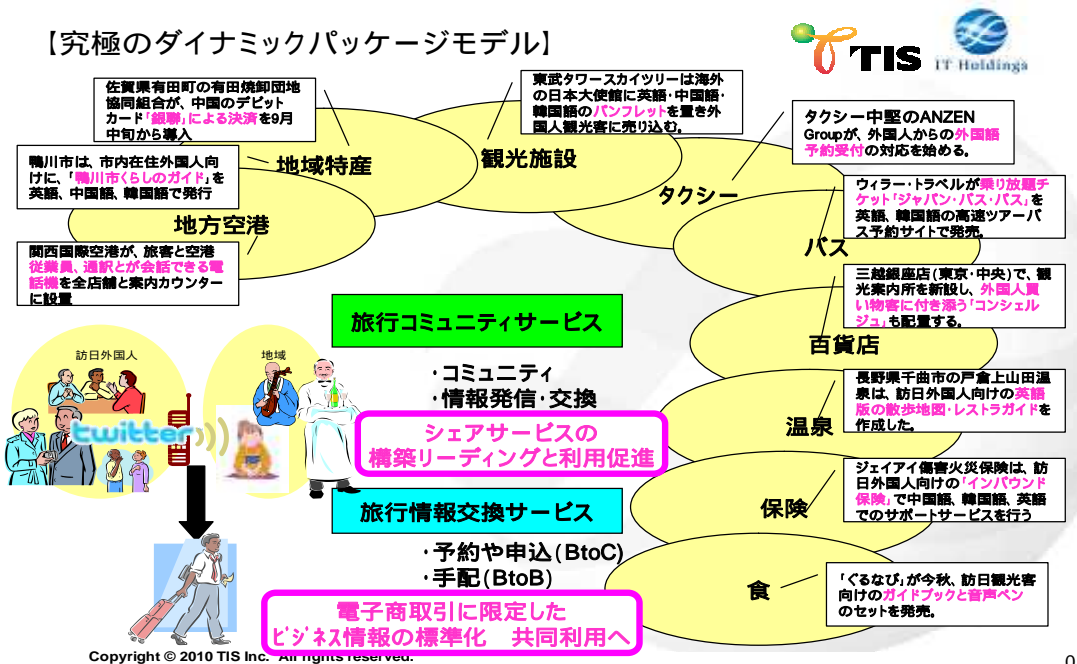 【究極のダイナミックパッケージモデル】
TIS
IT Holdings
佐賀県有田町の有田焼卸団地
協同組合が、中国のデビット
カード「銀聯」による決済を9月
中旬から導入
東武タワースカイツリーは海外
の日本大使館に英語・中国語・
韓国語のパンフレットを置き外
国人観光客に売り込む。
タクシー中堅のANZEN
Groupが、外国人からの外国語
予約受付の対応を始める。
鴨川市は、市内在住外国人向
けに、「鴨川市くらしのガイド」を
英語、中国語、韓国語で発行
地域特産
観光施設
タクシー
ウィラー・トラベルが乗り放題チ
ケット「ジャパン・バス・パス」を
英語、韓国語の高速ツアーバ
ス予約サイトで発売。
地方空港
バス
関西国際空港が、旅客と空港
従業員、通訳とが会話できる電
話機を全店舗と案内カウンター
に設置
三越銀座店(東京・中央)で、観
光案内所を新設し、外国人買
い物客に付き添う「コンシェル
ジュ」も配置する。
百貨店
旅行コミュニティサービス
訪日外国人
地域
・コミュニティ
・情報発信・交換
長野県千曲市の戸倉上山田温
泉は、訪日外国人向けの英語
版の散歩地図・レストラガイドを
作成した。
温泉
twitter
シェアサービスの
構築リーディングと利用促進
ジェイアイ傷害火災保険は、訪
日外国人向けの「インバウンド
保険」で中国語、韓国語、英語
でのサポートサービスを行う
保険
旅行情報交換サービス
・予約や申込(BtoC)
・手配(BtoB)
食
「ぐるなび」が今秋、訪日観光客
向けのガイドブックと音声ペン
のセットを発売。
電子商取引に限定した
ﾋﾞｼﾞﾈｽ情報の標準化　共同利用へ
Copyright © 2010 TIS Inc. All rights reserved.
0